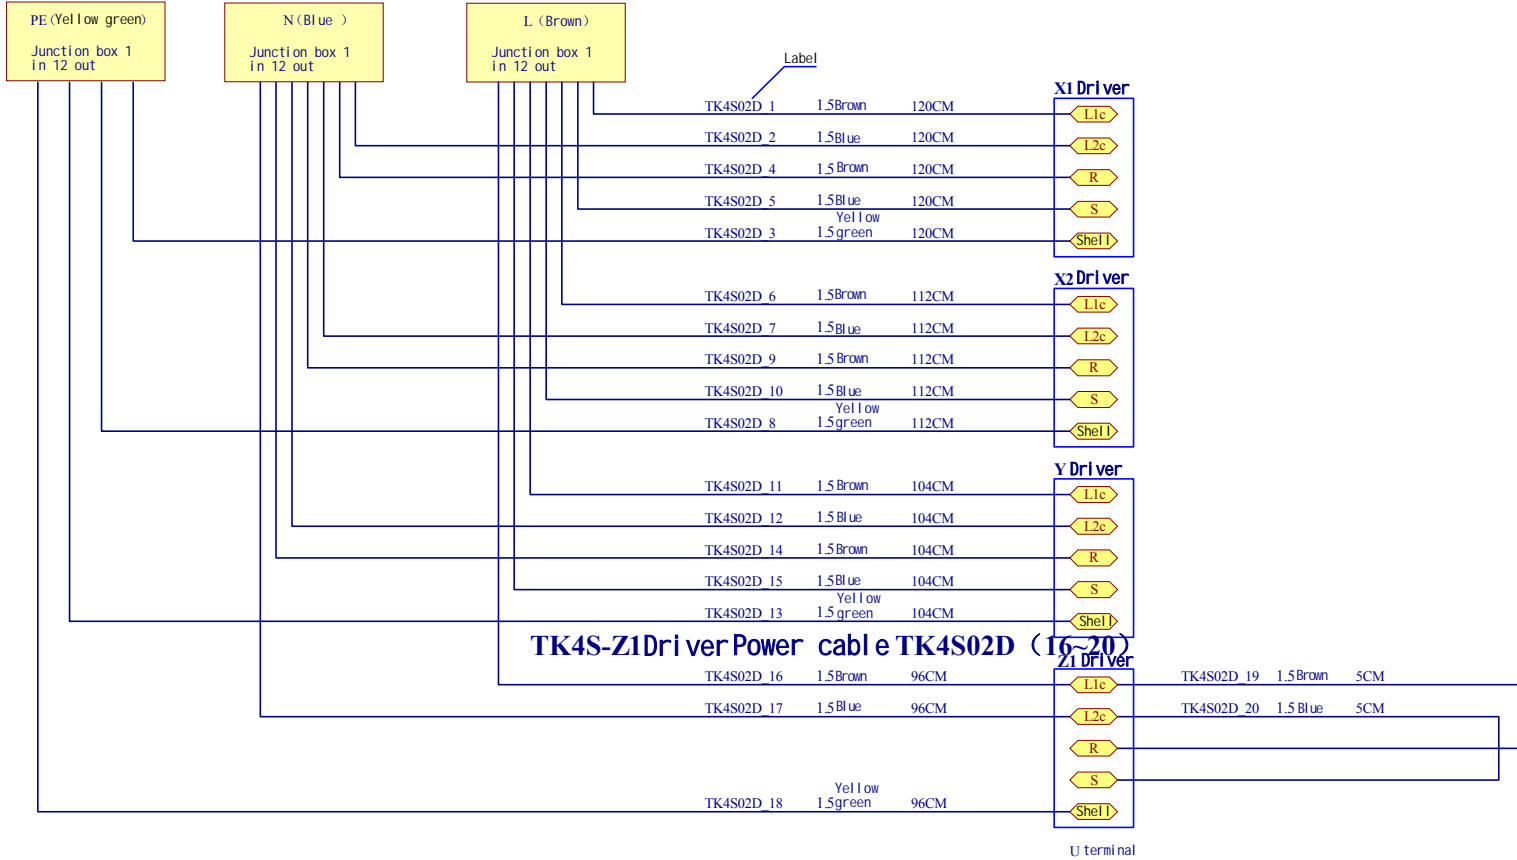 PE (Yellow green)
Junction box 1
in 12 out
N (Blue )
Junction box 1
in 12 out
L (Brown)
Junction box 1
in 12 out
Label
X1 Driver
TK4S02D_1 1.5Brown 120CM L1c
TK4S02D_2 1.5Blue 120CM L2c
TK4S02D_4 1.5Brown 120CM R
TK4S02D_5 1.5Blue 120CM S
Yellow
TK4S02D_3 1.5green 120CM Shell
X2 Driver
TK4S02D_6 1.5Brown 112CM L1c
TK4S02D_7 1.5Blue 112CM L2c
TK4S02D_9 1.5Brown 112CM R
TK4S02D_10 1.5Blue 112CM S
Yellow
TK4S02D_8 1.5green 112CM Shell
Y Driver
TK4S02D_11 1.5Brown 104CM L1c
TK4S02D_12 1.5Blue 104CM L2c
TK4S02D_14 1.5Brown 104CM R
TK4S02D_15 1.5Blue 104CM S
Yellow
TK4S02D_13 1.5green 104CM Shell
TK4S-Z1Driver Power cable TK4S02D（16~20）
Z1 Driver
TK4S02D_16 1.5Brown 96CM L1c TK4S02D_19 1.5Brown 5CM
TK4S02D_17 1.5Blue 96CM L2c TK4S02D_20 1.5Blue 5CM
R
S
Yellow
TK4S02D_18 1.5green 96CM Shell
U terminal